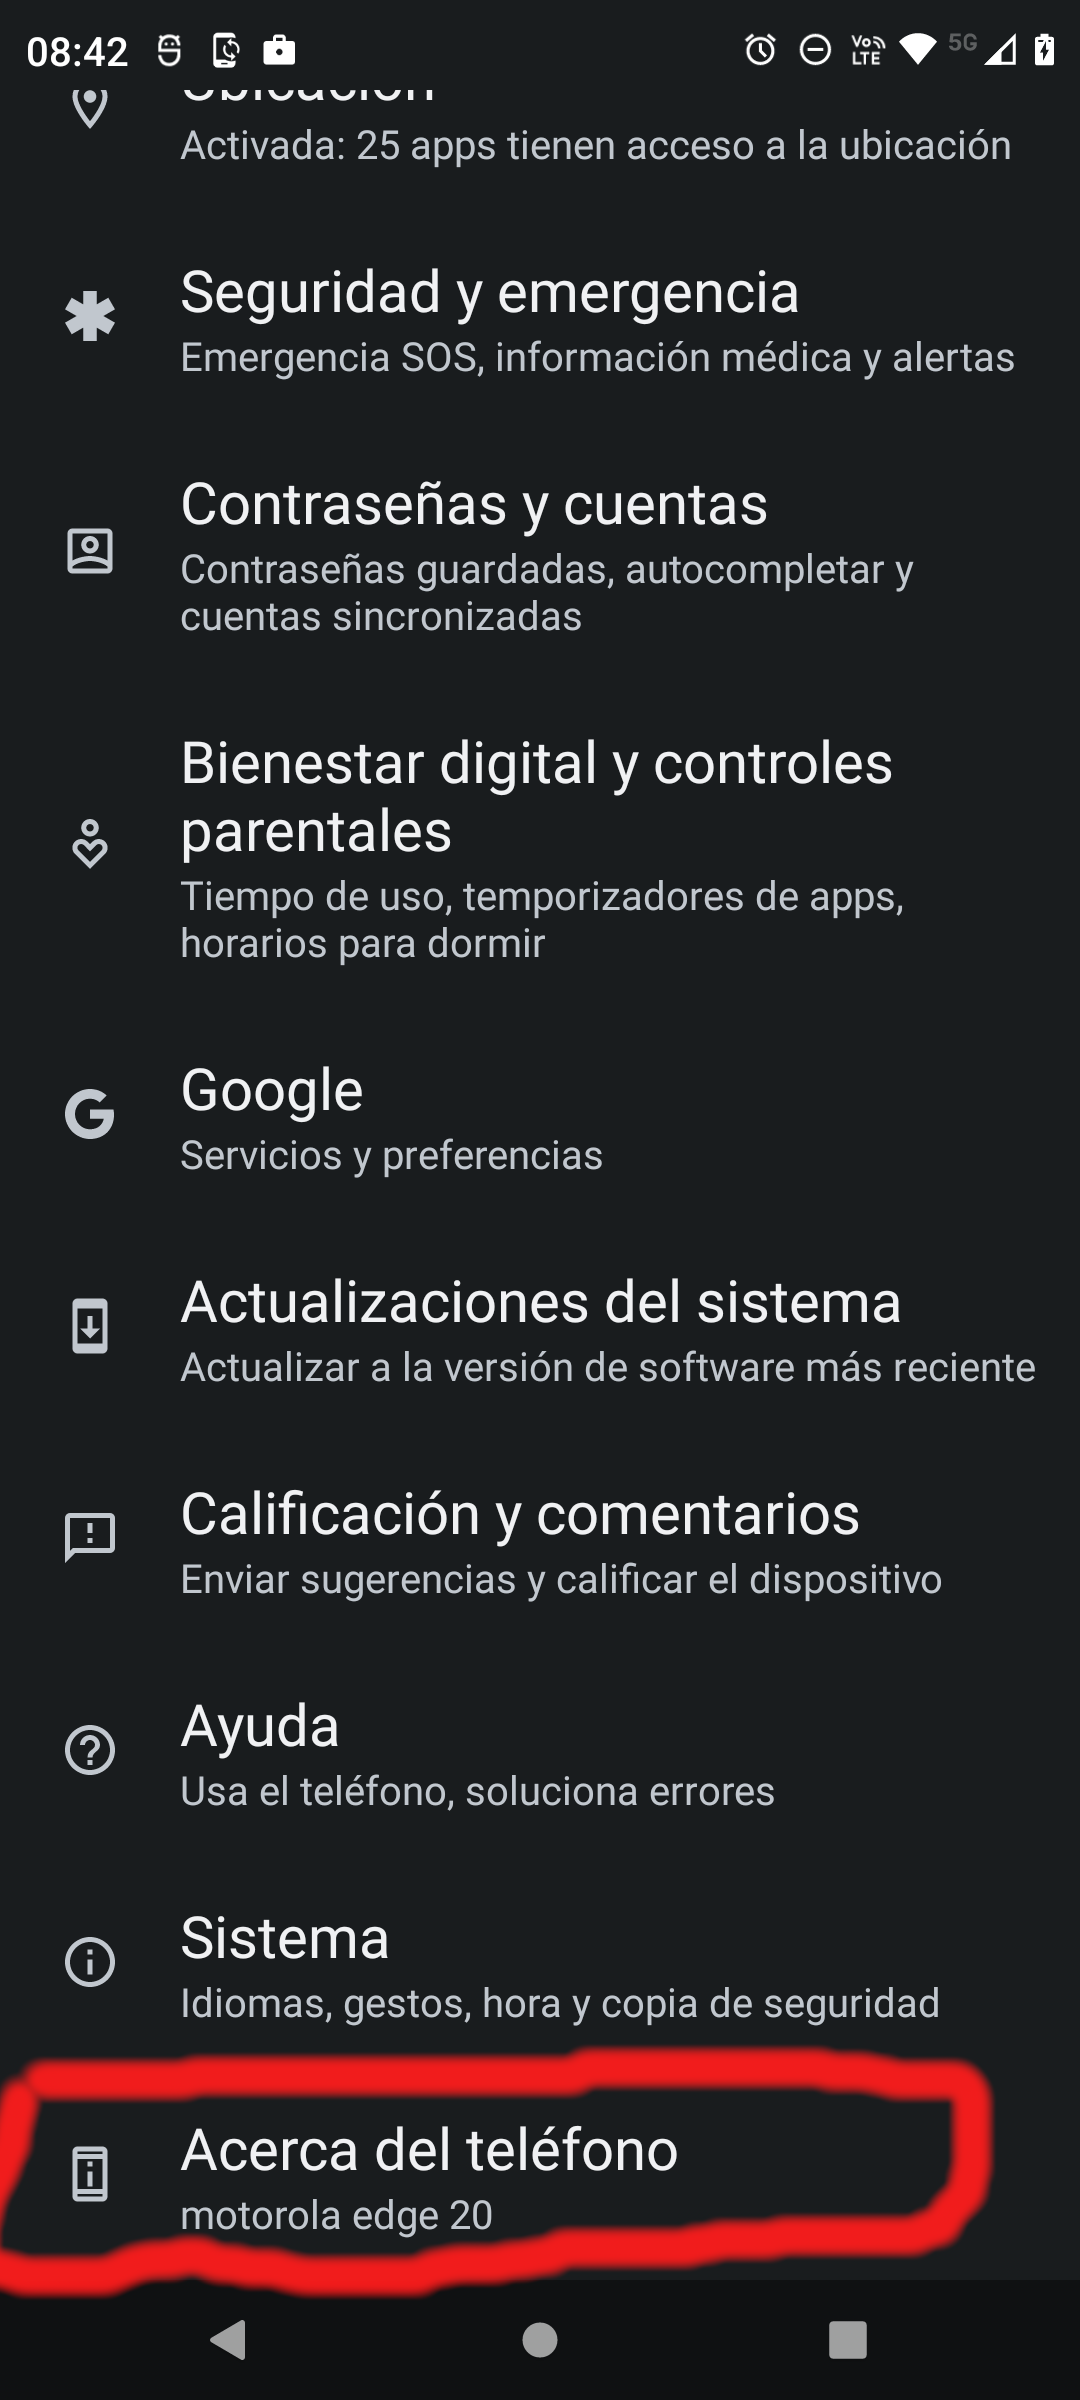 08:42
VoLTE
5G
Ubicación
Activada: 25 apps tienen acceso a la ubicación
Seguridad y emergencia
Emergencia SOS, información médica y alertas
Contraseñas y cuentas
Contraseñas guardadas, autocompletar y
cuentas sincronizadas
Bienestar digital y controles
parentales
Tiempo de uso, temporizadores de apps,
horarios para dormir
Google
Servicios y preferencias
Actualizaciones del sistema
Actualizar a la versión de software más reciente
Calificación y comentarios
Enviar sugerencias y calificar el dispositivo
Ayuda
Usa el teléfono, soluciona errores
Sistema
Idiomas, gestos, hora y copia de seguridad
Acerca del teléfono
motorola edge 20